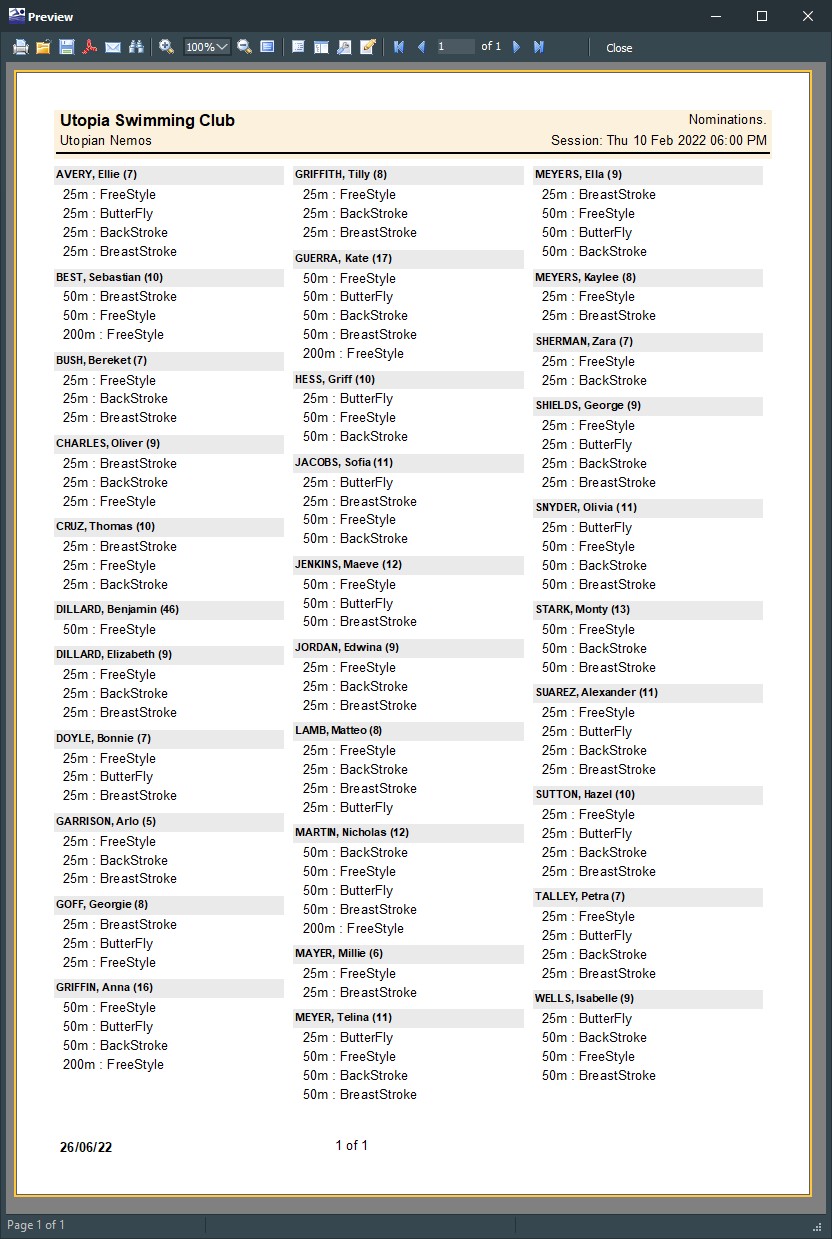 Preview
100%
1
of 1
Close
Utopia Swimming Club
Nominations.
Utopian Nemos
Session: Thu 10 Feb 2022 06:00 PM
AVERY, Ellie (7)
25m : FreeStyle
25m : ButterFly
25m : BackStroke
25m : BreastStroke
BEST, Sebastian (10)
50m : BreastStroke
50m : FreeStyle
200m : FreeStyle
BUSH, Bereket (7)
25m : FreeStyle
25m : BackStroke
25m : BreastStroke
CHARLES, Oliver (9)
25m : BreastStroke
25m : BackStroke
25m : FreeStyle
CRUZ, Thomas (10)
25m : BreastStroke
25m : FreeStyle
25m : BackStroke
DILLARD, Benjamin (46)
50m : FreeStyle
DILLARD, Elizabeth (9)
25m : FreeStyle
25m : BackStroke
25m : BreastStroke
DOYLE, Bonnie (7)
25m : FreeStyle
25m : ButterFly
25m : BreastStroke
GARRISON, Arlo (5)
25m : FreeStyle
25m : BackStroke
25m : BreastStroke
GOFF, Georgie (8)
25m : BreastStroke
25m : ButterFly
25m : FreeStyle
GRIFFIN, Anna (16)
50m : FreeStyle
50m : ButterFly
50m : BackStroke
200m : FreeStyle
GRIFFITH, Tilly (8)
25m : FreeStyle
25m : BackStroke
25m : BreastStroke
GUERRA, Kate (17)
50m : FreeStyle
50m : ButterFly
50m : BackStroke
50m : BreastStroke
200m : FreeStyle
HESS, Griff (10)
25m : ButterFly
50m : FreeStyle
50m : BackStroke
JACOBS, Sofia (11)
25m : ButterFly
25m : BreastStroke
50m : FreeStyle
50m : BackStroke
JENKINS, Maeve (12)
50m : FreeStyle
50m : ButterFly
50m : BreastStroke
JORDAN, Edwina (9)
25m : FreeStyle
25m : BackStroke
25m : BreastStroke
LAMB, Matteo (8)
25m : FreeStyle
25m : BackStroke
25m : BreastStroke
25m : ButterFly
MARTIN, Nicholas (12)
50m : BackStroke
50m : FreeStyle
50m : ButterFly
50m : BreastStroke
200m : FreeStyle
MAYER, Millie (6)
25m : FreeStyle
25m : BreastStroke
MEYER, Telina (11)
25m : ButterFly
50m : FreeStyle
50m : BackStroke
50m : BreastStroke
MEYERS, Ella (9)
25m : BreastStroke
50m : FreeStyle
50m : ButterFly
50m : BackStroke
MEYERS, Kaylee (8)
25m : FreeStyle
25m : BreastStroke
SHERMAN, Zara (7)
25m : FreeStyle
25m : BackStroke
SHIELDS, George (9)
25m : FreeStyle
25m : ButterFly
25m : BackStroke
25m : BreastStroke
SNYDER, Olivia (11)
25m : ButterFly
50m : FreeStyle
50m : BackStroke
50m : BreastStroke
STARK, Monty (13)
50m : FreeStyle
50m : BackStroke
50m : BreastStroke
SUAREZ, Alexander (11)
25m : FreeStyle
25m : ButterFly
25m : BackStroke
25m : BreastStroke
SUTTON, Hazel (10)
25m : FreeStyle
25m : ButterFly
25m : BackStroke
25m : BreastStroke
TALLEY, Petra (7)
25m : FreeStyle
25m : ButterFly
25m : BackStroke
25m : BreastStroke
WELLS, Isabelle (9)
25m : ButterFly
50m : BackStroke
50m : FreeStyle
50m : BreastStroke
26/06/22
1 of 1
Page 1 of 1